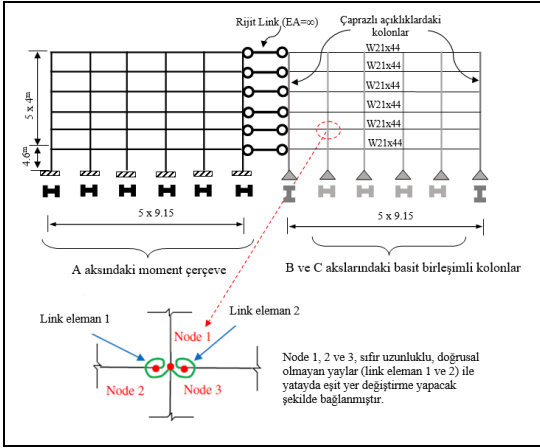 Rijit Link (EA=∞)
Çaprazlı açıklıklardaki
kolonlar
W21x44
W21x44
W21x44
W21x44
W21x44
W21x44
5 x 4m
4.6m
5 x 9.15
5 x 9.15
A aksındaki moment çerçeve
B ve C akslarındaki basit birleşimli kolonlar
Link eleman 1
Link eleman 2
Node 1
Node 2
Node 3
Node 1, 2 ve 3, sıfır uzunluklu, doğrusal
olmayan yaylar (link eleman 1 ve 2) ile
yatayda eşit yer değiştirme yapacak
şekilde bağlanmıştır.